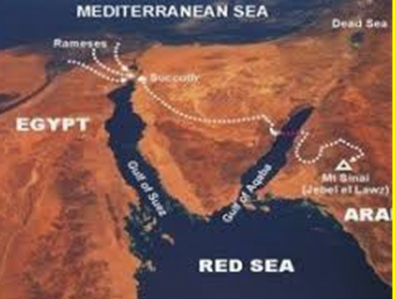 MEDITERRANEAN SEA
Dead Sea
Rameses
Succoth
EGYPT
Gulf of Suez
Gulf of Aqaba
Mt Sinai
(Jebel el Lawz)
ARA
RED SEA